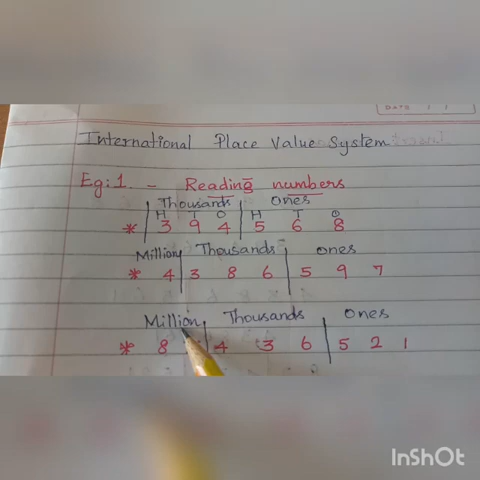 DATE
International Place Value System
Eg:1. - Reading numbers
Thousands Ones
H T O H T O
* 3 9 4 5 6 8
Million Thousands Ones
* 4 3 8 6 5 9 7
Million Thousands Ones
* 8 4 3 6 5 2 1
InShOt